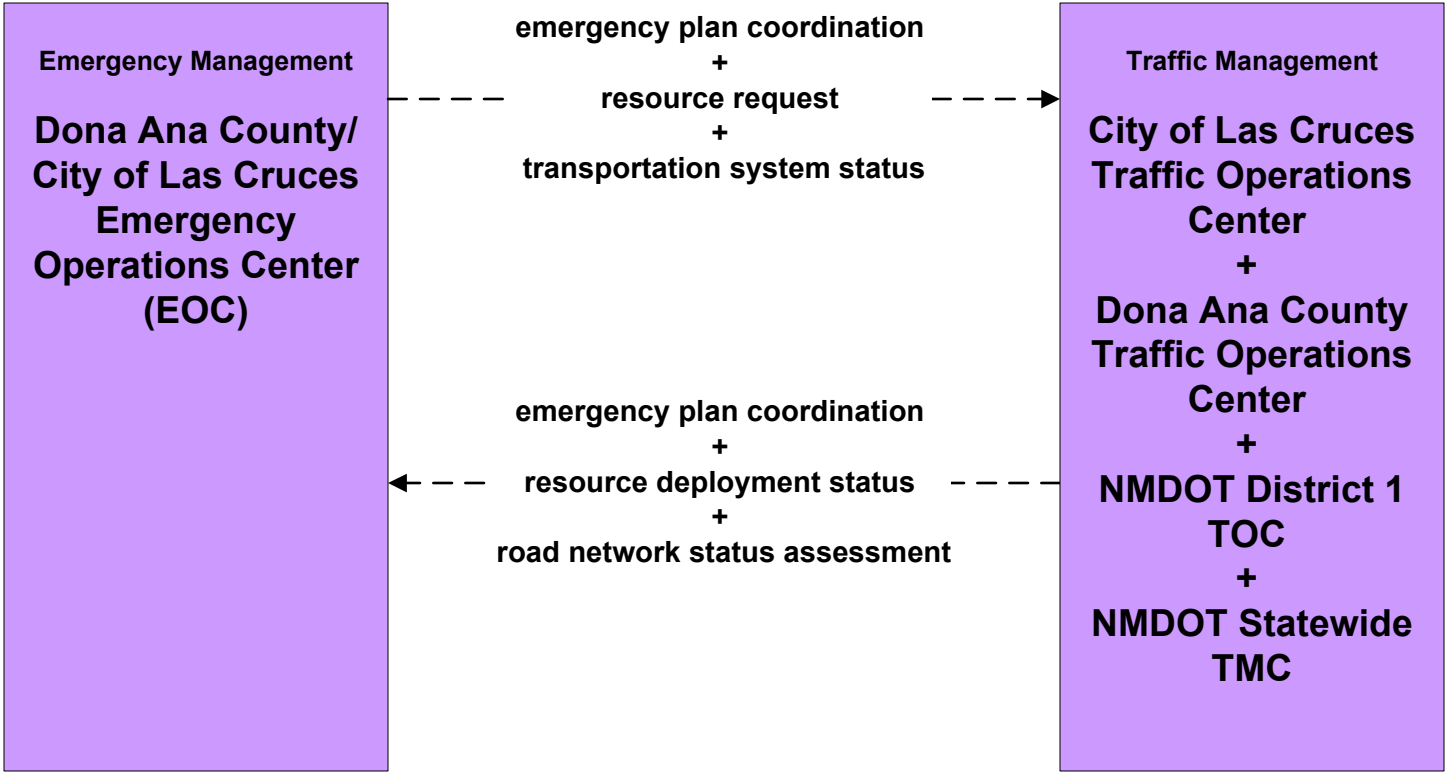 Emergency Management
Dona Ana County/
City of Las Cruces
Emergency
Operations Center
(EOC)
emergency plan coordination
+
resource request
+
transportation system status
emergency plan coordination
+
resource deployment status
+
road network status assessment
Traffic Management
City of Las Cruces
Traffic Operations
Center
+
Dona Ana County
Traffic Operations
Center
+
NMDOT District 1
TOC
+
NMDOT Statewide
TMC